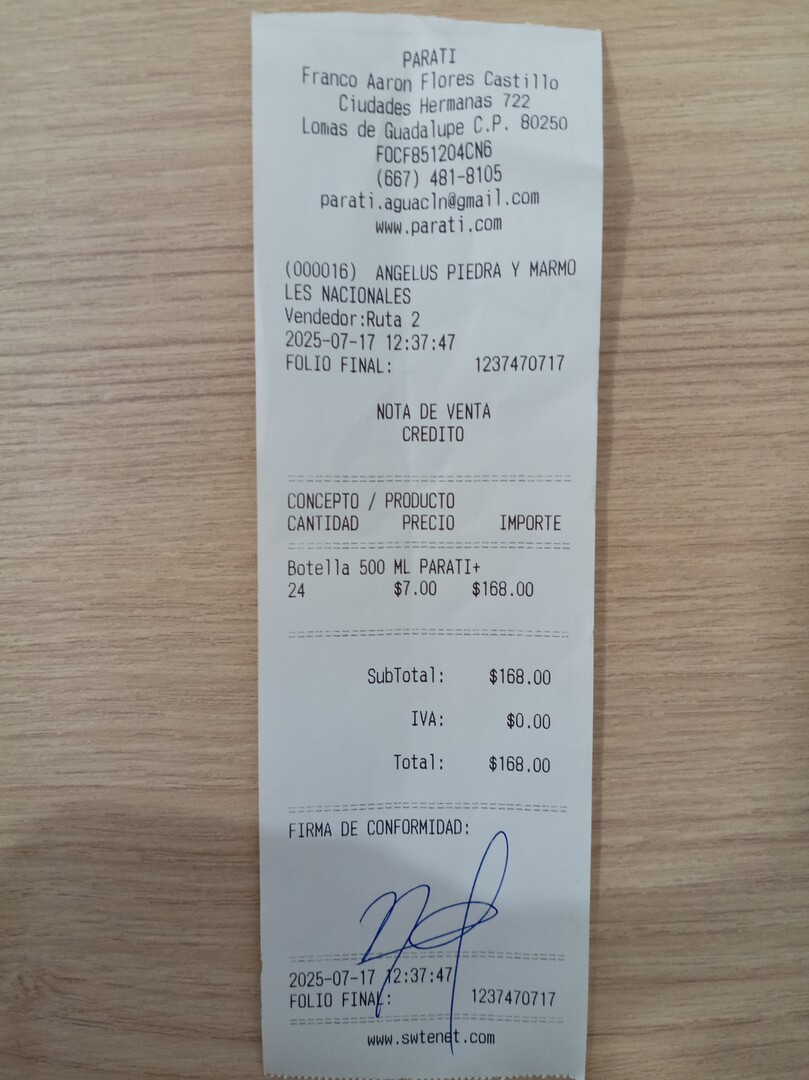 PARATI
Franco Aaron Flores Castillo
Ciudades Hermanas 722
Lomas de Guadalupe C.P. 80250
FOCF851204CN6
(667) 481-8105
parati.aguacln@gmail.com
www.parati.com
(000016) ANGELUS PIEDRA Y MARMO
LES NACIONALES
Vendedor:Ruta 2
2025-07-17 12:37:47
FOLIO FINAL: 1237470717
NOTA DE VENTA
CREDITO
CONCEPTO / PRODUCTO
CANTIDAD PRECIO IMPORTE
Botella 500 ML PARATI+
24 $7.00 $168.00
SubTotal: $168.00
IVA: $0.00
Total: $168.00
FIRMA DE CONFORMIDAD:
2025-07-17 12:37:47
FOLIO FINAL: 1237470717
www.swtenet.com